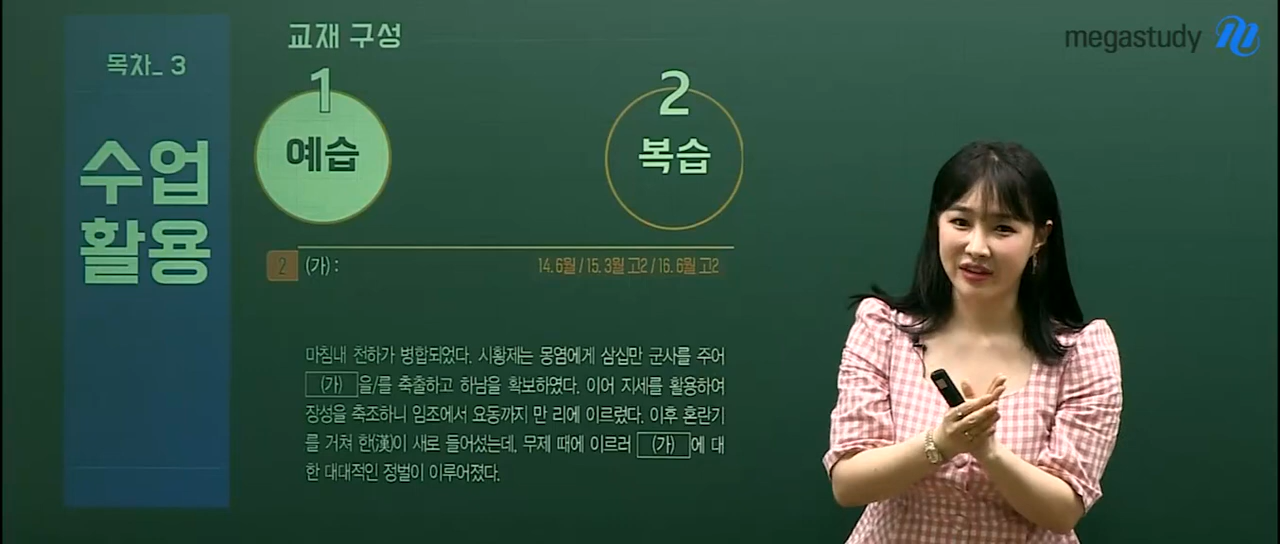 목차_ 3
수업
활용
교재 구성
1
예습
2
복습
megastudy
2 (가) : 14. 6월 / 15. 3월 고2 / 16. 6월 고2
마침내 천하가 병합되었다. 시황제는 몽염에게 삼십만 군사를 주어
(가) 을/를 축출하고 하남을 확보하였다. 이어 지세를 활용하여
장성을 축조하니 임조에서 요동까지 만 리에 이르렀다. 이후 혼란기
를 거쳐 한(漢)이 새로 들어섰는데, 무제 때에 이르러 (가) 에 대
한 대대적인 정벌이 이루어졌다.